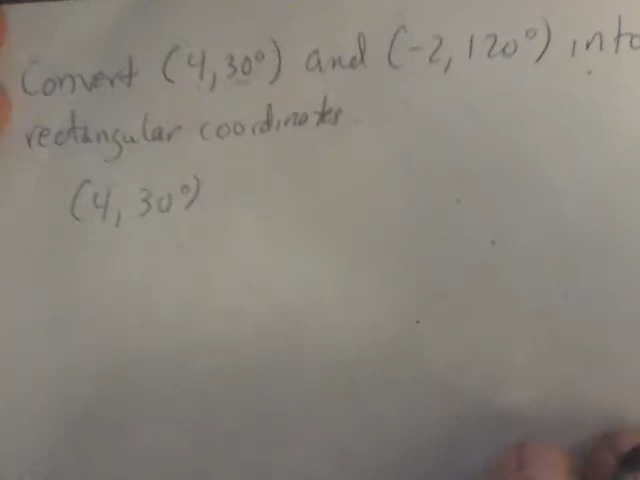 Convert (4, 30°) and (-2, 120°) into
rectangular coordinates.
(4, 30°)